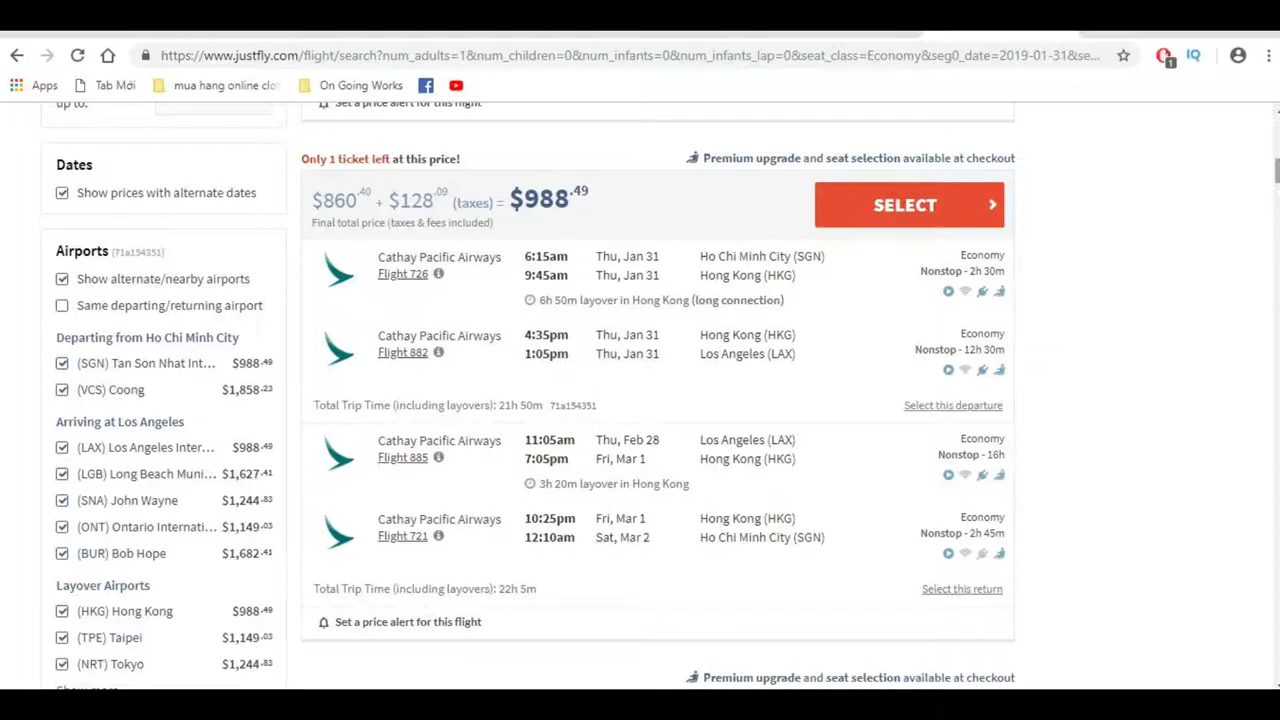 https://www.justfly.com/flight/search?num_adults=1&num_children=0&num_infants=0&num_infants_lap=0&seat_class=Economy&seg0_date=2019-01-31&se...
1
Apps
Tab Mới
mua hang online clo
On Going Works
up to.
Dates
Show prices with alternate dates
Airports (71a154351)
Show alternate/nearby airports
Same departing/returning airport
Departing from Ho Chi Minh City
(SGN) Tan Son Nhat Int... $988.49
(VCS) Coong $1,858.23
Arriving at Los Angeles
(LAX) Los Angeles Inter... $988.49
(LGB) Long Beach Muni... $1,627.41
(SNA) John Wayne $1,244.83
(ONT) Ontario Internati... $1,149.03
(BUR) Bob Hope $1,682.41
Layover Airports
(HKG) Hong Kong $988.49
(TPE) Taipei $1,149.03
(NRT) Tokyo $1,244.83
Show more
Set a price alert for this flight
Only 1 ticket left at this price!
Premium upgrade and seat selection available at checkout
$860.40 + $128.09 (taxes) = $988.49
Final total price (taxes & fees included)
SELECT
Cathay Pacific Airways 6:15am Thu, Jan 31 Ho Chi Minh City (SGN) Economy
Flight 726 9:45am Thu, Jan 31 Hong Kong (HKG) Nonstop - 2h 30m
6h 50m layover in Hong Kong (long connection)
Cathay Pacific Airways 4:35pm Thu, Jan 31 Hong Kong (HKG) Economy
Flight 882 1:05pm Thu, Jan 31 Los Angeles (LAX) Nonstop - 12h 30m
Total Trip Time (including layovers): 21h 50m 71a154351 Select this departure
Cathay Pacific Airways 11:05am Thu, Feb 28 Los Angeles (LAX) Economy
Flight 885 7:05pm Fri, Mar 1 Hong Kong (HKG) Nonstop - 16h
3h 20m layover in Hong Kong
Cathay Pacific Airways 10:25pm Fri, Mar 1 Hong Kong (HKG) Economy
Flight 721 12:10am Sat, Mar 2 Ho Chi Minh City (SGN) Nonstop - 2h 45m
Total Trip Time (including layovers): 22h 5m Select this return
Set a price alert for this flight
Premium upgrade and seat selection available at checkout